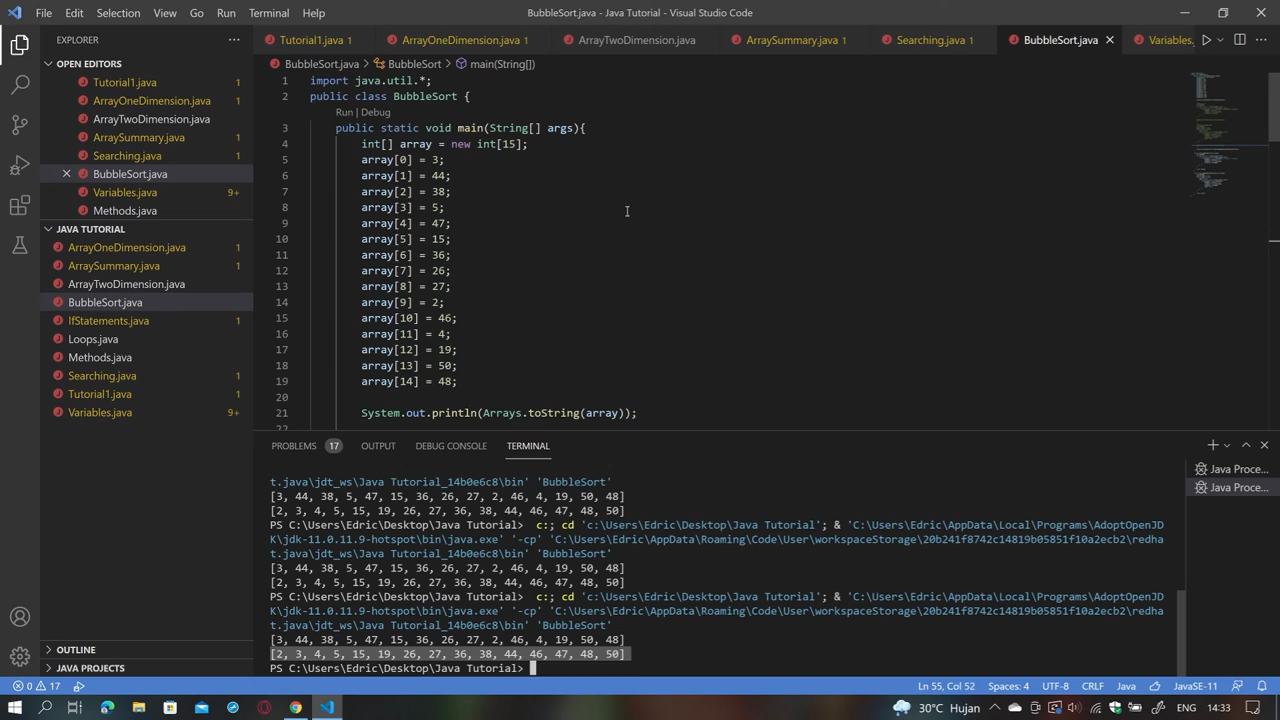 File Edit Selection View Go Run Terminal Help
BubbleSort.java - Java Tutorial - Visual Studio Code
EXPLORER
OPEN EDITORS
Tutorial1.java 1
ArrayOneDimension.java 1
ArrayTwoDimension.java
ArraySummary.java 1
Searching.java 1
BubbleSort.java
Variables.java 9+
Methods.java
JAVA TUTORIAL
ArrayOneDimension.java 1
ArraySummary.java 1
ArrayTwoDimension.java
BubbleSort.java
IfStatements.java 1
Loops.java
Methods.java
Searching.java 1
Tutorial1.java 1
Variables.java 9+
OUTLINE
JAVA PROJECTS
Tutorial1.java 1 ArrayOneDimension.java 1 ArrayTwoDimension.java ArraySummary.java 1 Searching.java 1 BubbleSort.java Variables.
BubbleSort.java > BubbleSort > main(String[])
1 import java.util.*;
2 public class BubbleSort {
Run | Debug
3 public static void main(String[] args){
4 int[] array = new int[15];
5 array[0] = 3;
6 array[1] = 44;
7 array[2] = 38;
8 array[3] = 5;
9 array[4] = 47;
10 array[5] = 15;
11 array[6] = 36;
12 array[7] = 26;
13 array[8] = 27;
14 array[9] = 2;
15 array[10] = 46;
16 array[11] = 4;
17 array[12] = 19;
18 array[13] = 50;
19 array[14] = 48;
20
21 System.out.println(Arrays.toString(array));
22
PROBLEMS 17 OUTPUT DEBUG CONSOLE TERMINAL
t.java\jdt_ws\Java Tutorial_14b0e6c8\bin' 'BubbleSort'
[3, 44, 38, 5, 47, 15, 36, 26, 27, 2, 46, 4, 19, 50, 48]
[2, 3, 4, 5, 15, 19, 26, 27, 36, 38, 44, 46, 47, 48, 50]
PS C:\Users\Edric\Desktop\Java Tutorial> c:; cd 'c:\Users\Edric\Desktop\Java Tutorial'; & 'C:\Users\Edric\AppData\Local\Programs\AdoptOpenJD
K\jdk-11.0.11.9-hotspot\bin\java.exe' '-cp' 'C:\Users\Edric\AppData\Roaming\Code\User\workspaceStorage\20b241f8742c14819b05851f10a2ecb2\redha
t.java\jdt_ws\Java Tutorial_14b0e6c8\bin' 'BubbleSort'
[3, 44, 38, 5, 47, 15, 36, 26, 27, 2, 46, 4, 19, 50, 48]
[2, 3, 4, 5, 15, 19, 26, 27, 36, 38, 44, 46, 47, 48, 50]
PS C:\Users\Edric\Desktop\Java Tutorial> c:; cd 'c:\Users\Edric\Desktop\Java Tutorial'; & 'C:\Users\Edric\AppData\Local\Programs\AdoptOpenJD
K\jdk-11.0.11.9-hotspot\bin\java.exe' '-cp' 'C:\Users\Edric\AppData\Roaming\Code\User\workspaceStorage\20b241f8742c14819b05851f10a2ecb2\redha
t.java\jdt_ws\Java Tutorial_14b0e6c8\bin' 'BubbleSort'
[3, 44, 38, 5, 47, 15, 36, 26, 27, 2, 46, 4, 19, 50, 48]
[2, 3, 4, 5, 15, 19, 26, 27, 36, 38, 44, 46, 47, 48, 50]
PS C:\Users\Edric\Desktop\Java Tutorial>
Java Proce...
Java Proce...
0 17 Ln 55, Col 52 Spaces: 4 UTF-8 CRLF Java JavaSE-11
30°C Hujan ENG 14:33